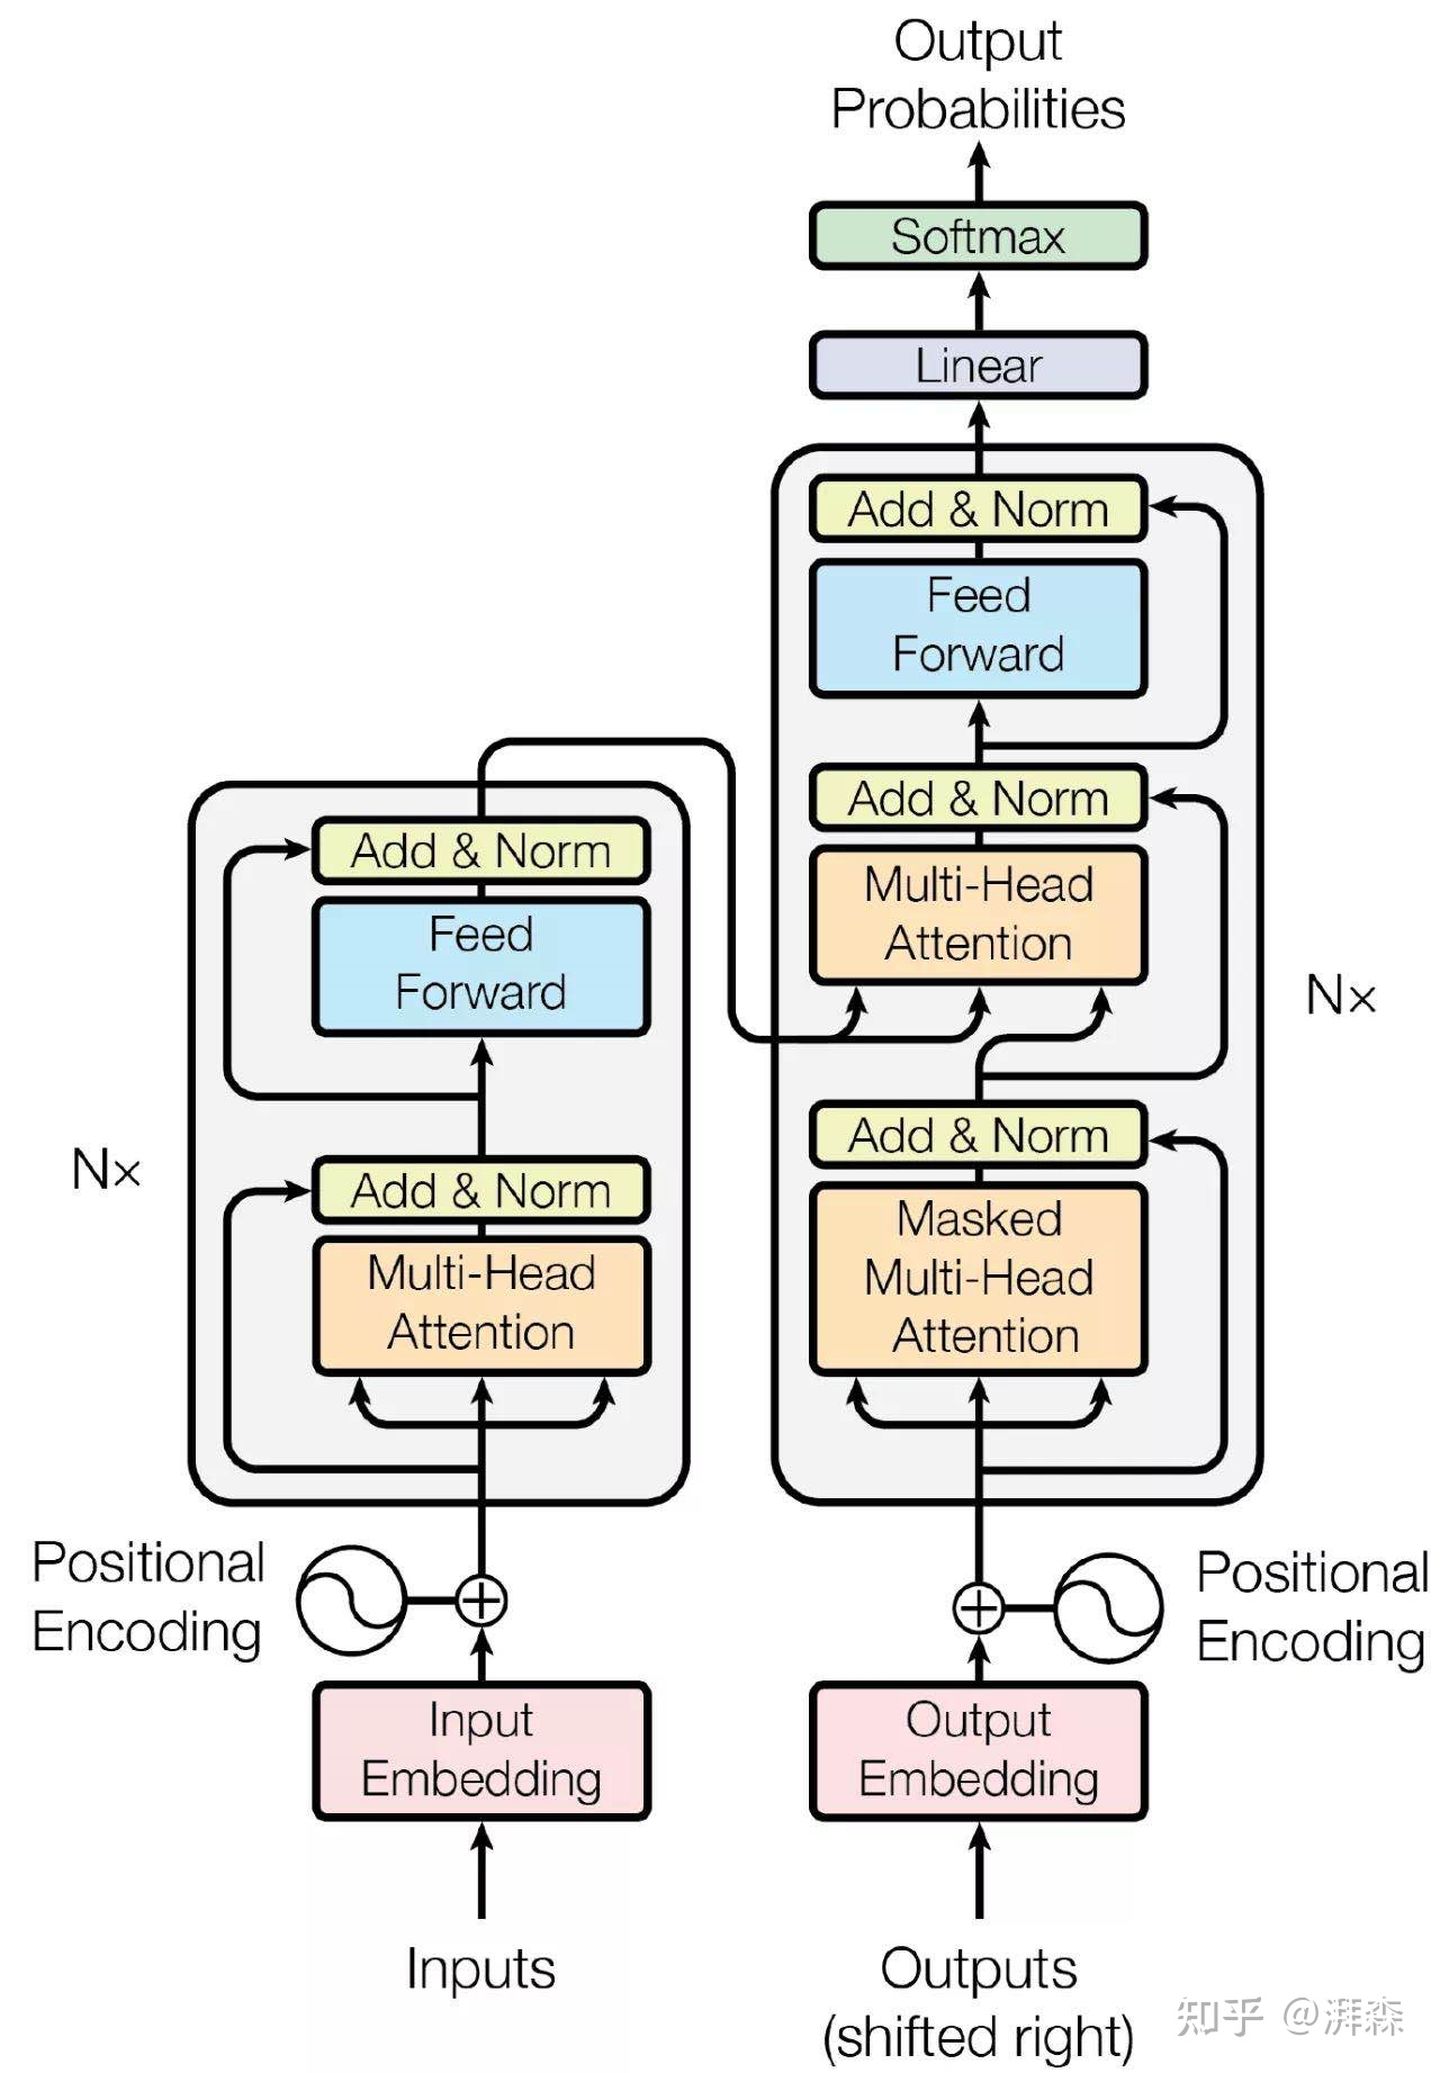 Output
Probabilities
Softmax
Linear
Add & Norm
Feed
Forward
Add & Norm
Multi-Head
Attention
Nx
Add & Norm
Masked
Multi-Head
Attention
Add & Norm
Feed
Forward
Nx
Add & Norm
Multi-Head
Attention
Positional
Encoding
Positional
Encoding
Input
Embedding
Output
Embedding
Inputs
Outputs
(shifted right)
知乎 @湃森